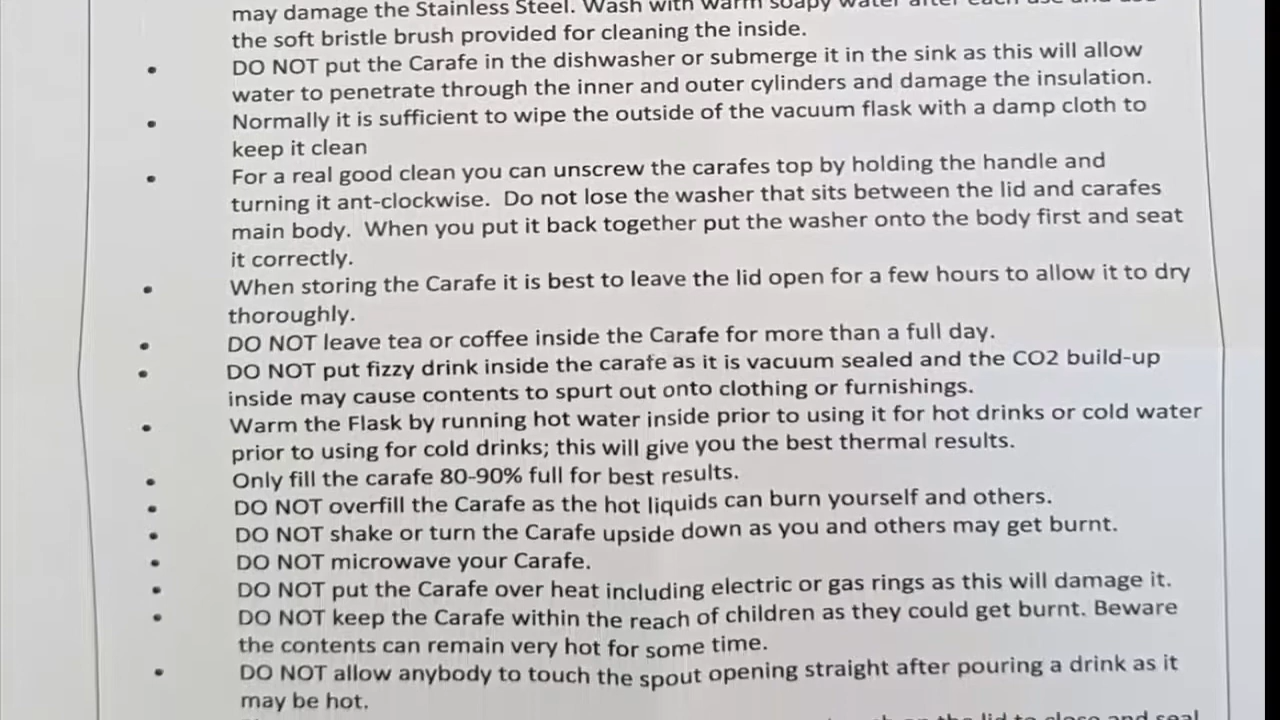 may damage the Stainless Steel. Wash with warm soapy water after each use and use
the soft bristle brush provided for cleaning the inside.
• DO NOT put the Carafe in the dishwasher or submerge it in the sink as this will allow
water to penetrate through the inner and outer cylinders and damage the insulation.
• Normally it is sufficient to wipe the outside of the vacuum flask with a damp cloth to
keep it clean
• For a real good clean you can unscrew the carafes top by holding the handle and
turning it ant-clockwise. Do not lose the washer that sits between the lid and carafes
main body. When you put it back together put the washer onto the body first and seat
it correctly.
• When storing the Carafe it is best to leave the lid open for a few hours to allow it to dry
thoroughly.
• DO NOT leave tea or coffee inside the Carafe for more than a full day.
• DO NOT put fizzy drink inside the carafe as it is vacuum sealed and the CO2 build-up
inside may cause contents to spurt out onto clothing or furnishings.
• Warm the Flask by running hot water inside prior to using it for hot drinks or cold water
prior to using for cold drinks; this will give you the best thermal results.
• Only fill the carafe 80-90% full for best results.
• DO NOT overfill the Carafe as the hot liquids can burn yourself and others.
• DO NOT shake or turn the Carafe upside down as you and others may get burnt.
• DO NOT microwave your Carafe.
• DO NOT put the Carafe over heat including electric or gas rings as this will damage it.
• DO NOT keep the Carafe within the reach of children as they could get burnt. Beware
the contents can remain very hot for some time.
• DO NOT allow anybody to touch the spout opening straight after pouring a drink as it
may be hot.
the lid to close and seal